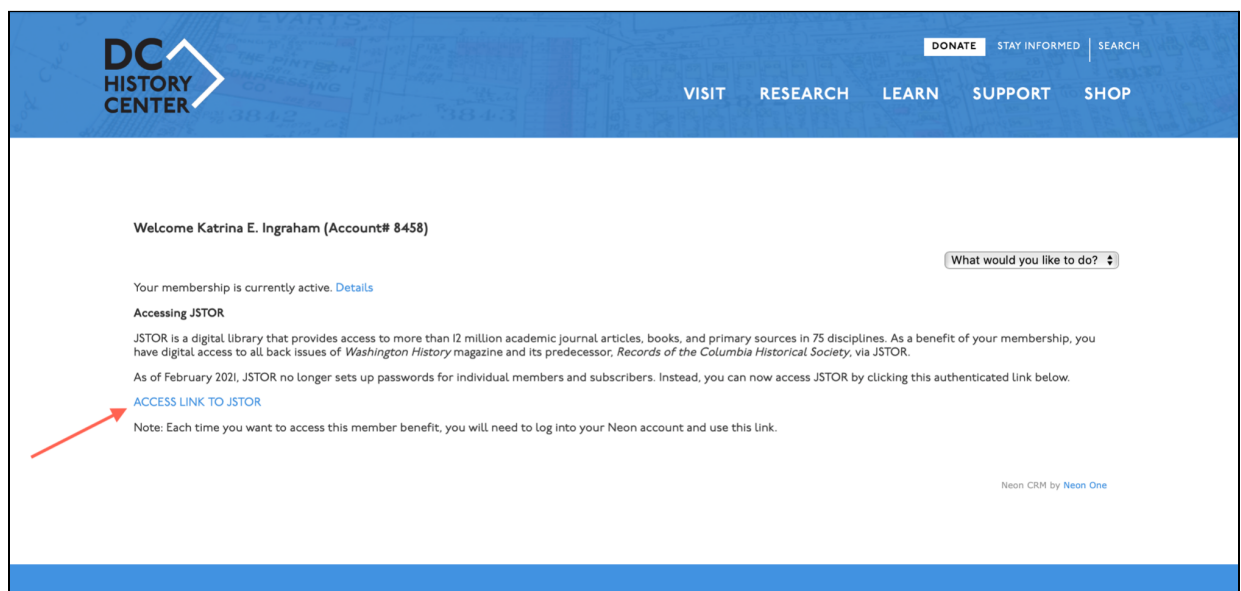 EVARTS
DC
HISTORY
CENTER
3842
3843
DONATE STAY INFORMED SEARCH
VISIT RESEARCH LEARN SUPPORT SHOP
Welcome Katrina E. Ingraham (Account# 8458)
What would you like to do?
Your membership is currently active. Details
Accessing JSTOR
JSTOR is a digital library that provides access to more than 12 million academic journal articles, books, and primary sources in 75 disciplines. As a benefit of your membership, you
have digital access to all back issues of Washington History magazine and its predecessor, Records of the Columbia Historical Society, via JSTOR.
As of February 2021, JSTOR no longer sets up passwords for individual members and subscribers. Instead, you can now access JSTOR by clicking this authenticated link below.
ACCESS LINK TO JSTOR
Note: Each time you want to access this member benefit, you will need to log into your Neon account and use this link.
Neon CRM by Neon One